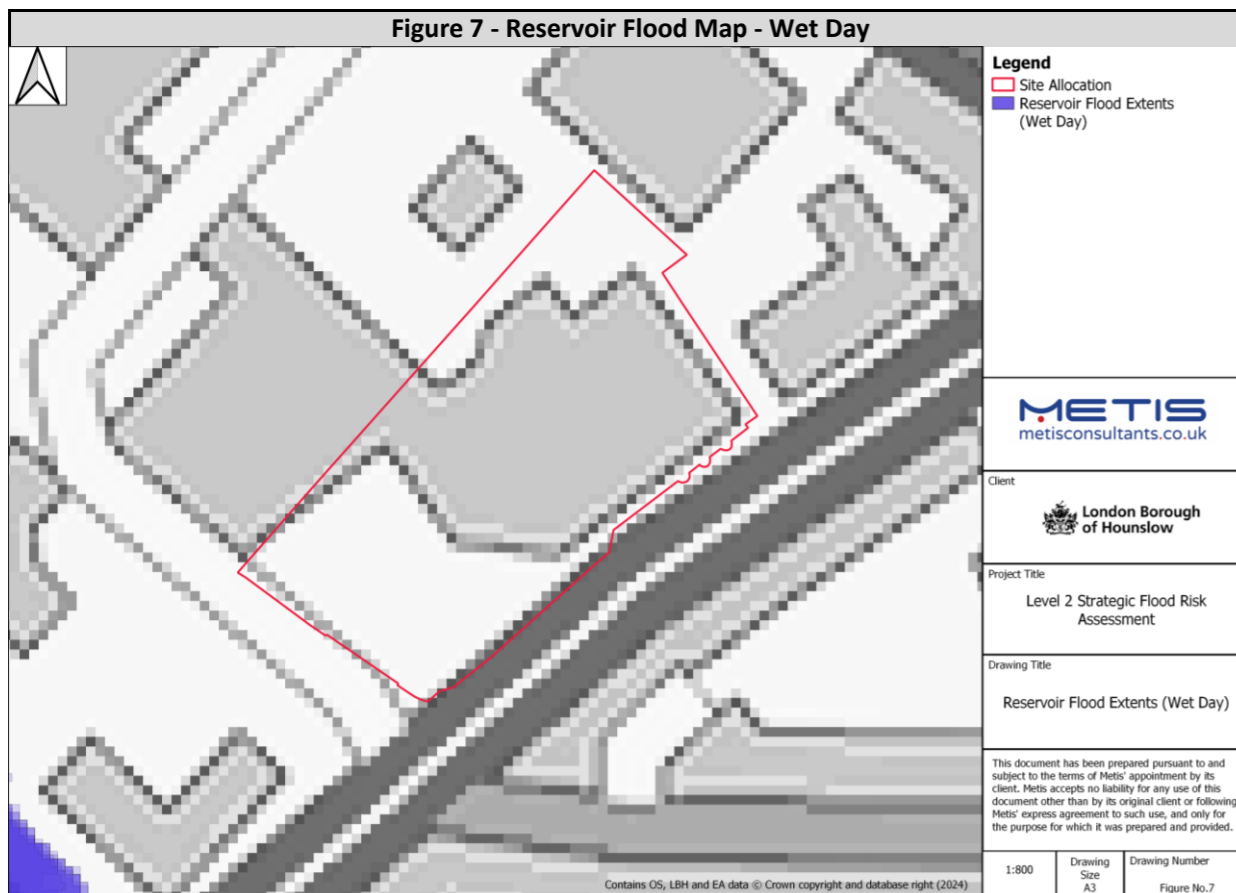 Figure 7 - Reservoir Flood Map - Wet Day
Legend
Site Allocation
Reservoir Flood Extents
(Wet Day)
METIS
metisconsultants.co.uk
Client
London Borough
of Hounslow
Project Title
Level 2 Strategic Flood Risk
Assessment
Drawing Title
Reservoir Flood Extents (Wet Day)
This document has been prepared pursuant to and
subject to the terms of Metis' appointment by its
client. Metis accepts no liability for any use of this
document other than by its original client or following
Metis' express agreement to such use, and only for
the purpose for which it was prepared and provided.
1:800
Drawing
Size
A3
Drawing Number
Figure No.7
Contains OS, LBH and EA data © Crown copyright and database right (2024)